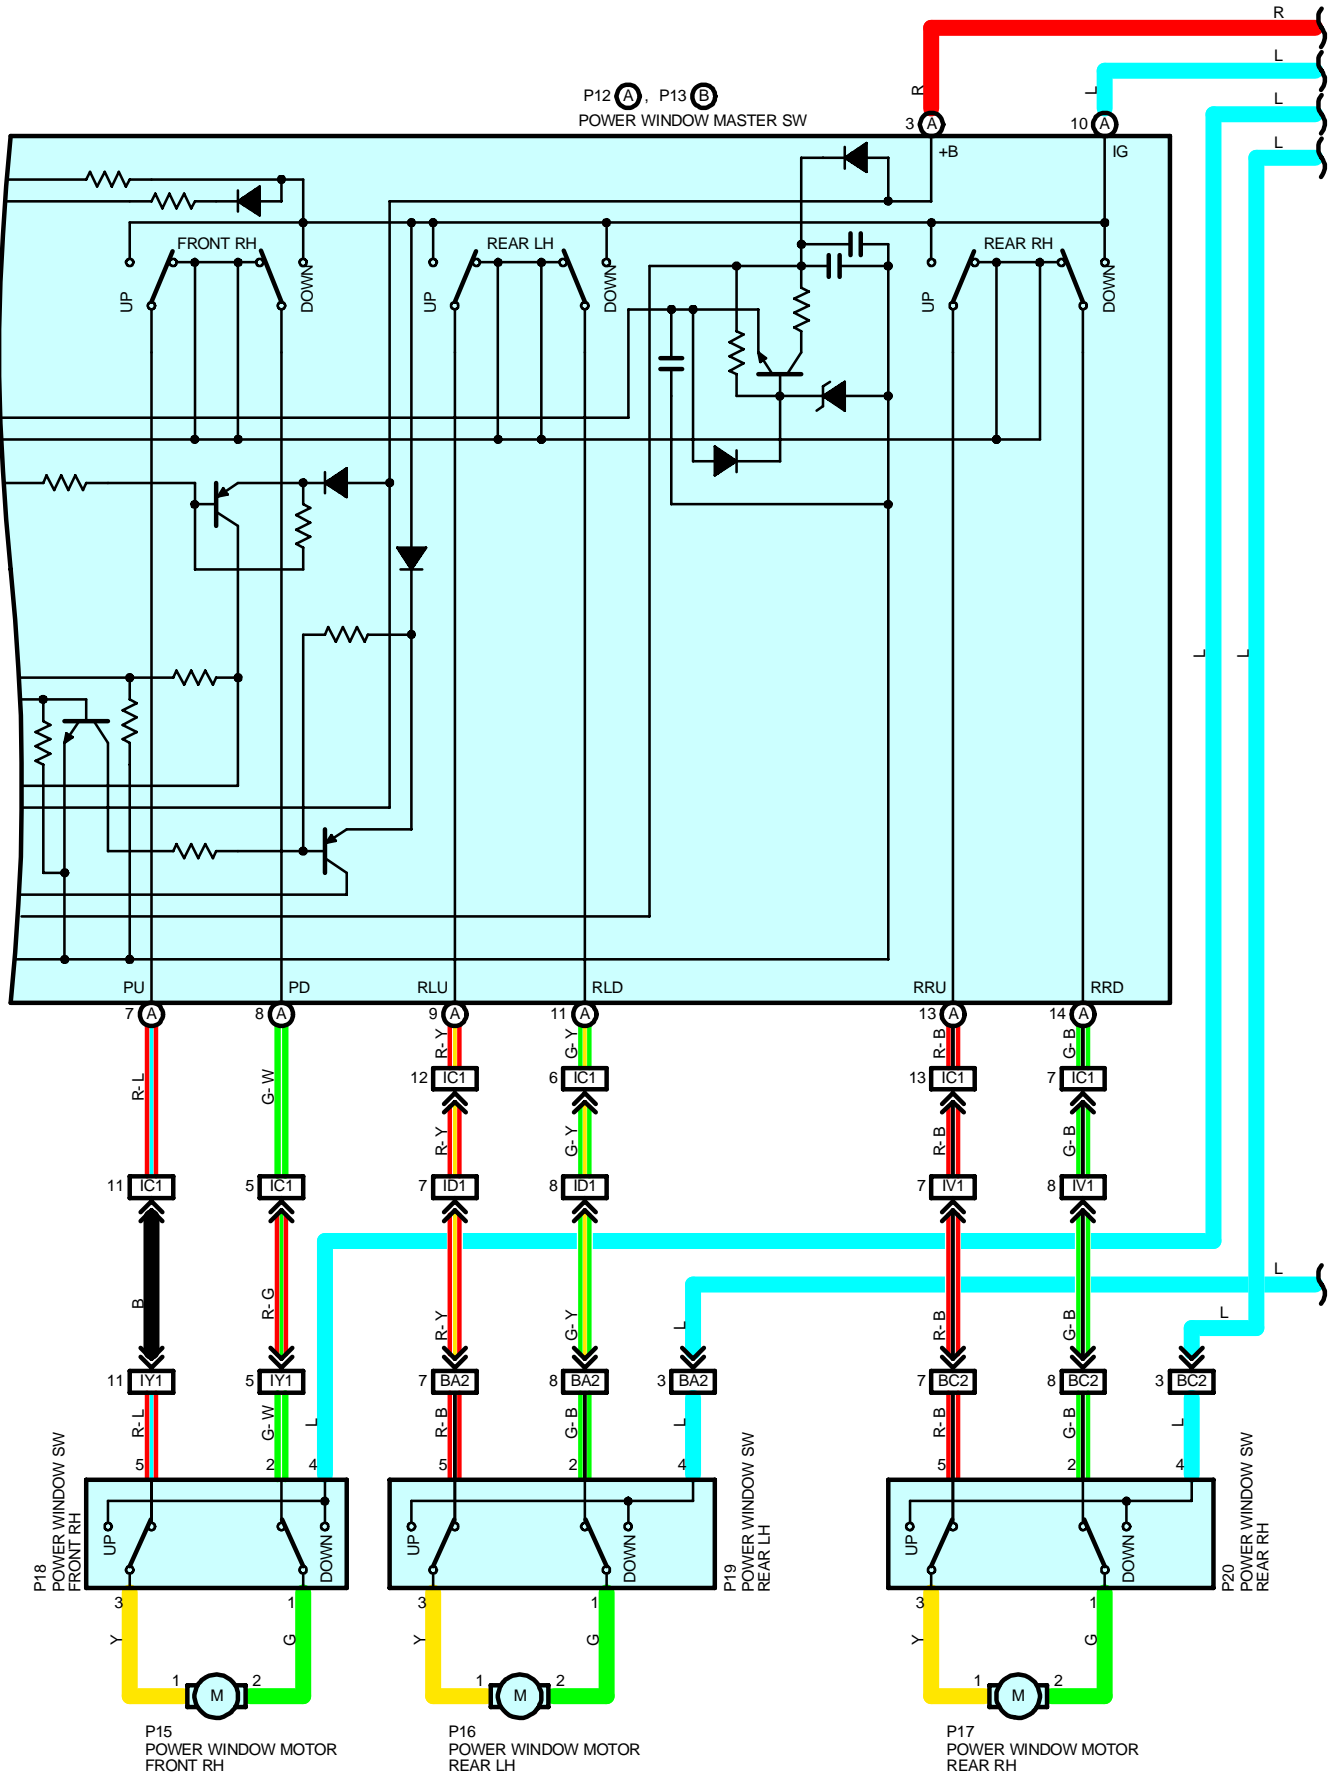 R
L
L
L
R
L
P12 A , P13 B
POWER WINDOW MASTER SW
3 A
10 A
+B
IG
FRONT RH
UP
DOWN
REAR LH
UP
DOWN
REAR RH
UP
DOWN
L
L
PU
PD
RLU
RLD
RRU
RRD
7 A
8 A
9 A
11 A
13 A
14 A
R-L
G-W
R-Y
G-Y
R-B
G-B
12 IC1
6 IC1
13 IC1
7 IC1
R-Y
G-Y
R-B
G-B
11 IC1
5 IC1
7 ID1
8 ID1
7 IV1
8 IV1
L
B
R-G
R-Y
G-Y
L
R-B
G-B
L
11 IY1
5 IY1
7 BA2
8 BA2
3 BA2
7 BC2
8 BC2
3 BC2
R-L
G-W
L
R-B
G-B
L
R-B
G-B
L
5
2
4
5
2
4
5
2
4
P18
POWER WINDOW SW
FRONT RH
UP
DOWN
UP
DOWN
P19
POWER WINDOW SW
REAR LH
UP
DOWN
P20
POWER WINDOW SW
REAR RH
3
1
3
1
3
1
Y
G
Y
G
Y
G
1 M 2
1 M 2
1 M 2
P15
POWER WINDOW MOTOR
FRONT RH
P16
POWER WINDOW MOTOR
REAR LH
P17
POWER WINDOW MOTOR
REAR RH